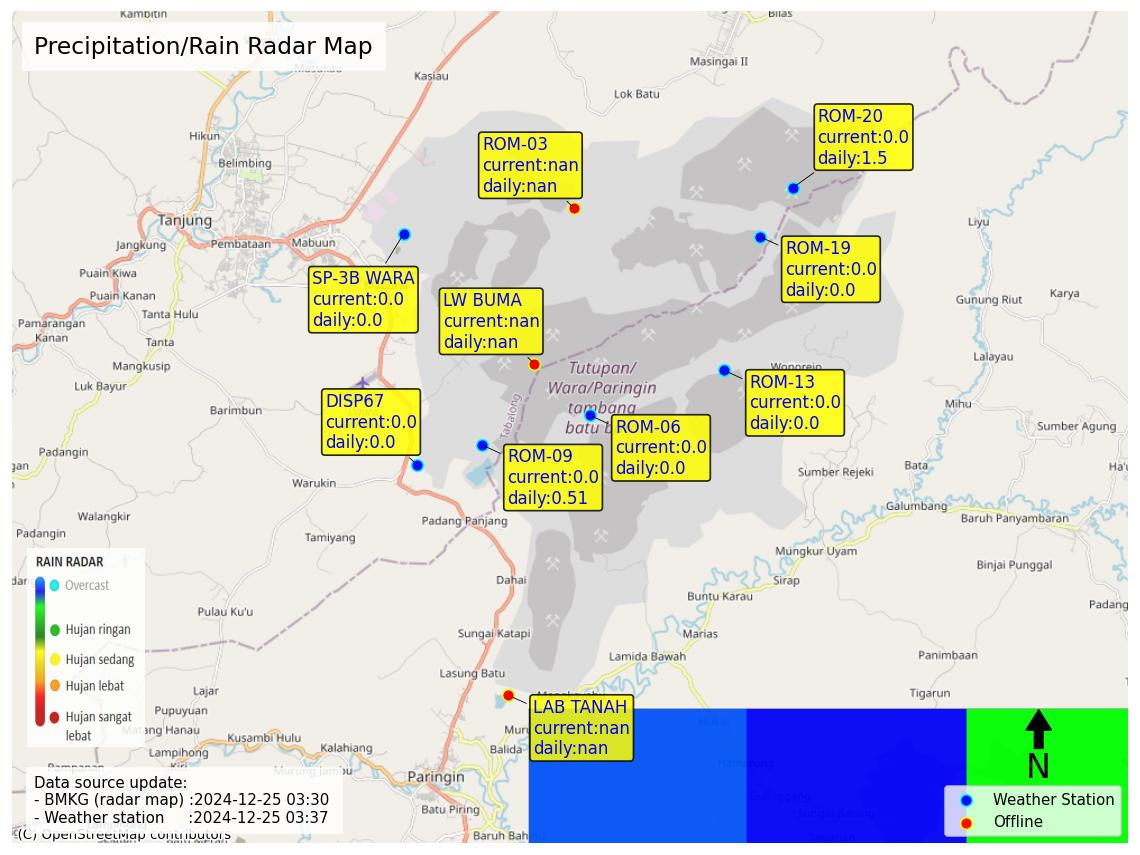 Kambitin
Bilas
Precipitation/Rain Radar Map
Masukau
Kasiau
Masingai II
Lok Batu
Hikun
Belimbing
ROM-03
current:nan
daily:nan
ROM-20
current:0.0
daily:1.5
Tanjung
Jangkung
Pembataan
Mabuun
Liyu
ROM-19
current:0.0
daily:0.0
Puain Kiwa
Puain Kanan
SP-3B WARA
current:0.0
daily:0.0
LW BUMA
current:nan
daily:nan
Tanta Hulu
Gunung Riut
Karya
Pamarangan
Kanan
Tanta
Mangkusip
Luk Bayur
Lalayau
Tutupan/
Wara/Paringin
tambang
batu b
Wonorejo
ROM-13
current:0.0
daily:0.0
DISP67
current:0.0
daily:0.0
Barimbun
Tabalong
Mihu
ROM-06
current:0.0
daily:0.0
Sumber Agung
ROM-09
current:0.0
daily:0.51
gan
Warukin
Sumber Rejeki
Bata
Galumbang
Walangkir
Padang Panjang
Baruh Panyambaran
Padangin
Tamiyang
Mungkur Uyam
Binjai Punggal
RAIN RADAR
Overcast
Hujan ringan
Hujan sedang
Hujan lebat
Hujan sangat
lebat
dar
Dahai
Sirap
Buntu Karau
Padang
Pulau Ku'u
Sungai Katapi
Marias
Lamida Bawah
Panimbaan
Lasung Batu
Lajar
Tigarun
Pupuyuan
Matang Hanau
LAB TANAH
current:nan
daily:nan
Lampihong
Kusambi Hulu
Kalahiang
Balida
Murung Jambu
Hamarung
Paringin
Gulinggang
Batu Piring
Sungai Batung
Baruh Bah
N
Data source update:
- BMKG (radar map) :2024-12-25 03:30
- Weather station :2024-12-25 03:37
(C) OpenStreetMap contributors
Weather Station
Offline